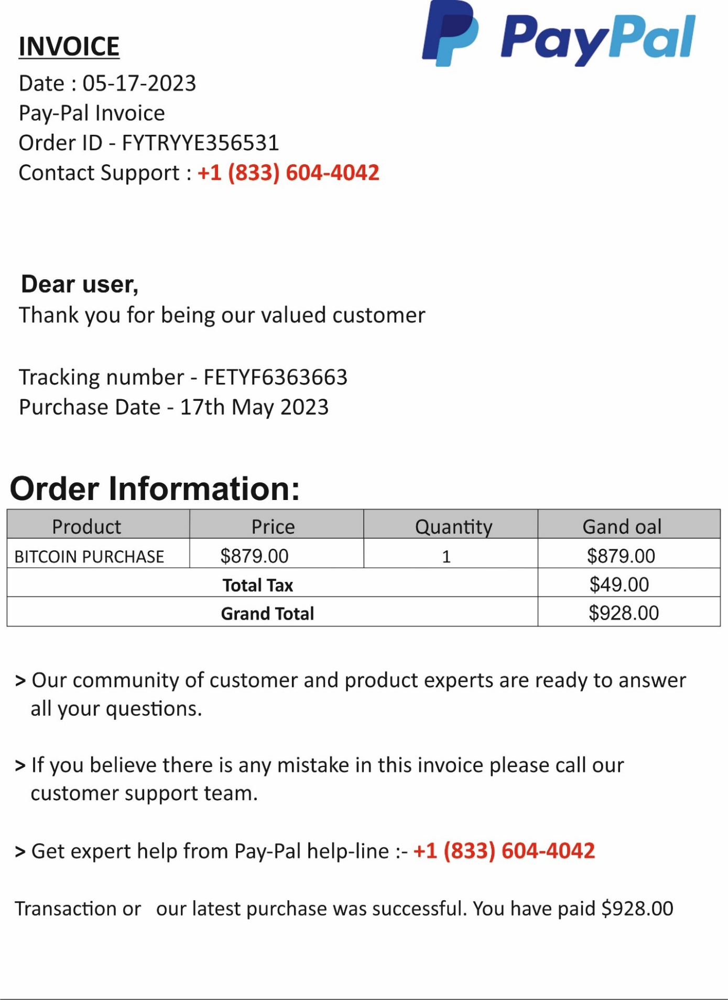 PayPal
INVOICE
Date : 05-17-2023
Pay-Pal Invoice
Order ID - FYTRYYE356531
Contact Support : +1 (833) 604-4042
Dear user,
Thank you for being our valued customer
Tracking number - FETYF6363663
Purchase Date - 17th May 2023
Order Information:
Product Price Quantity Gand oal
BITCOIN PURCHASE $879.00 1 $879.00
Total Tax $49.00
Grand Total $928.00
> Our community of customer and product experts are ready to answer
all your questions.
> If you believe there is any mistake in this invoice please call our
customer support team.
> Get expert help from Pay-Pal help-line :- +1 (833) 604-4042
Transaction or our latest purchase was successful. You have paid $928.00